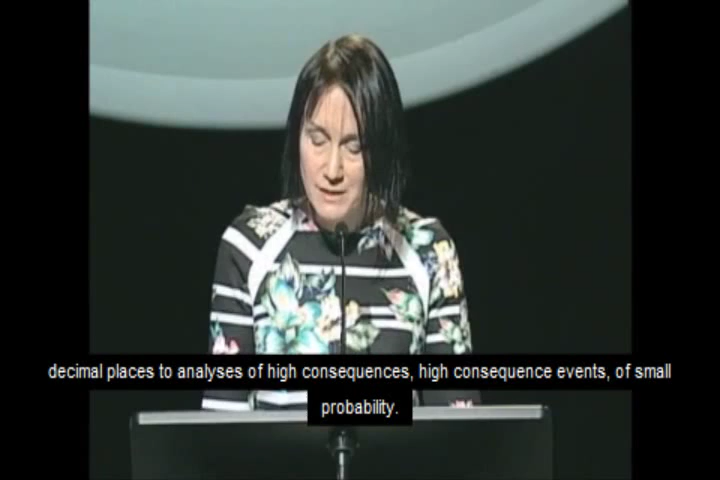 decimal places to analyses of high consequences, high consequence events, of small
probability.